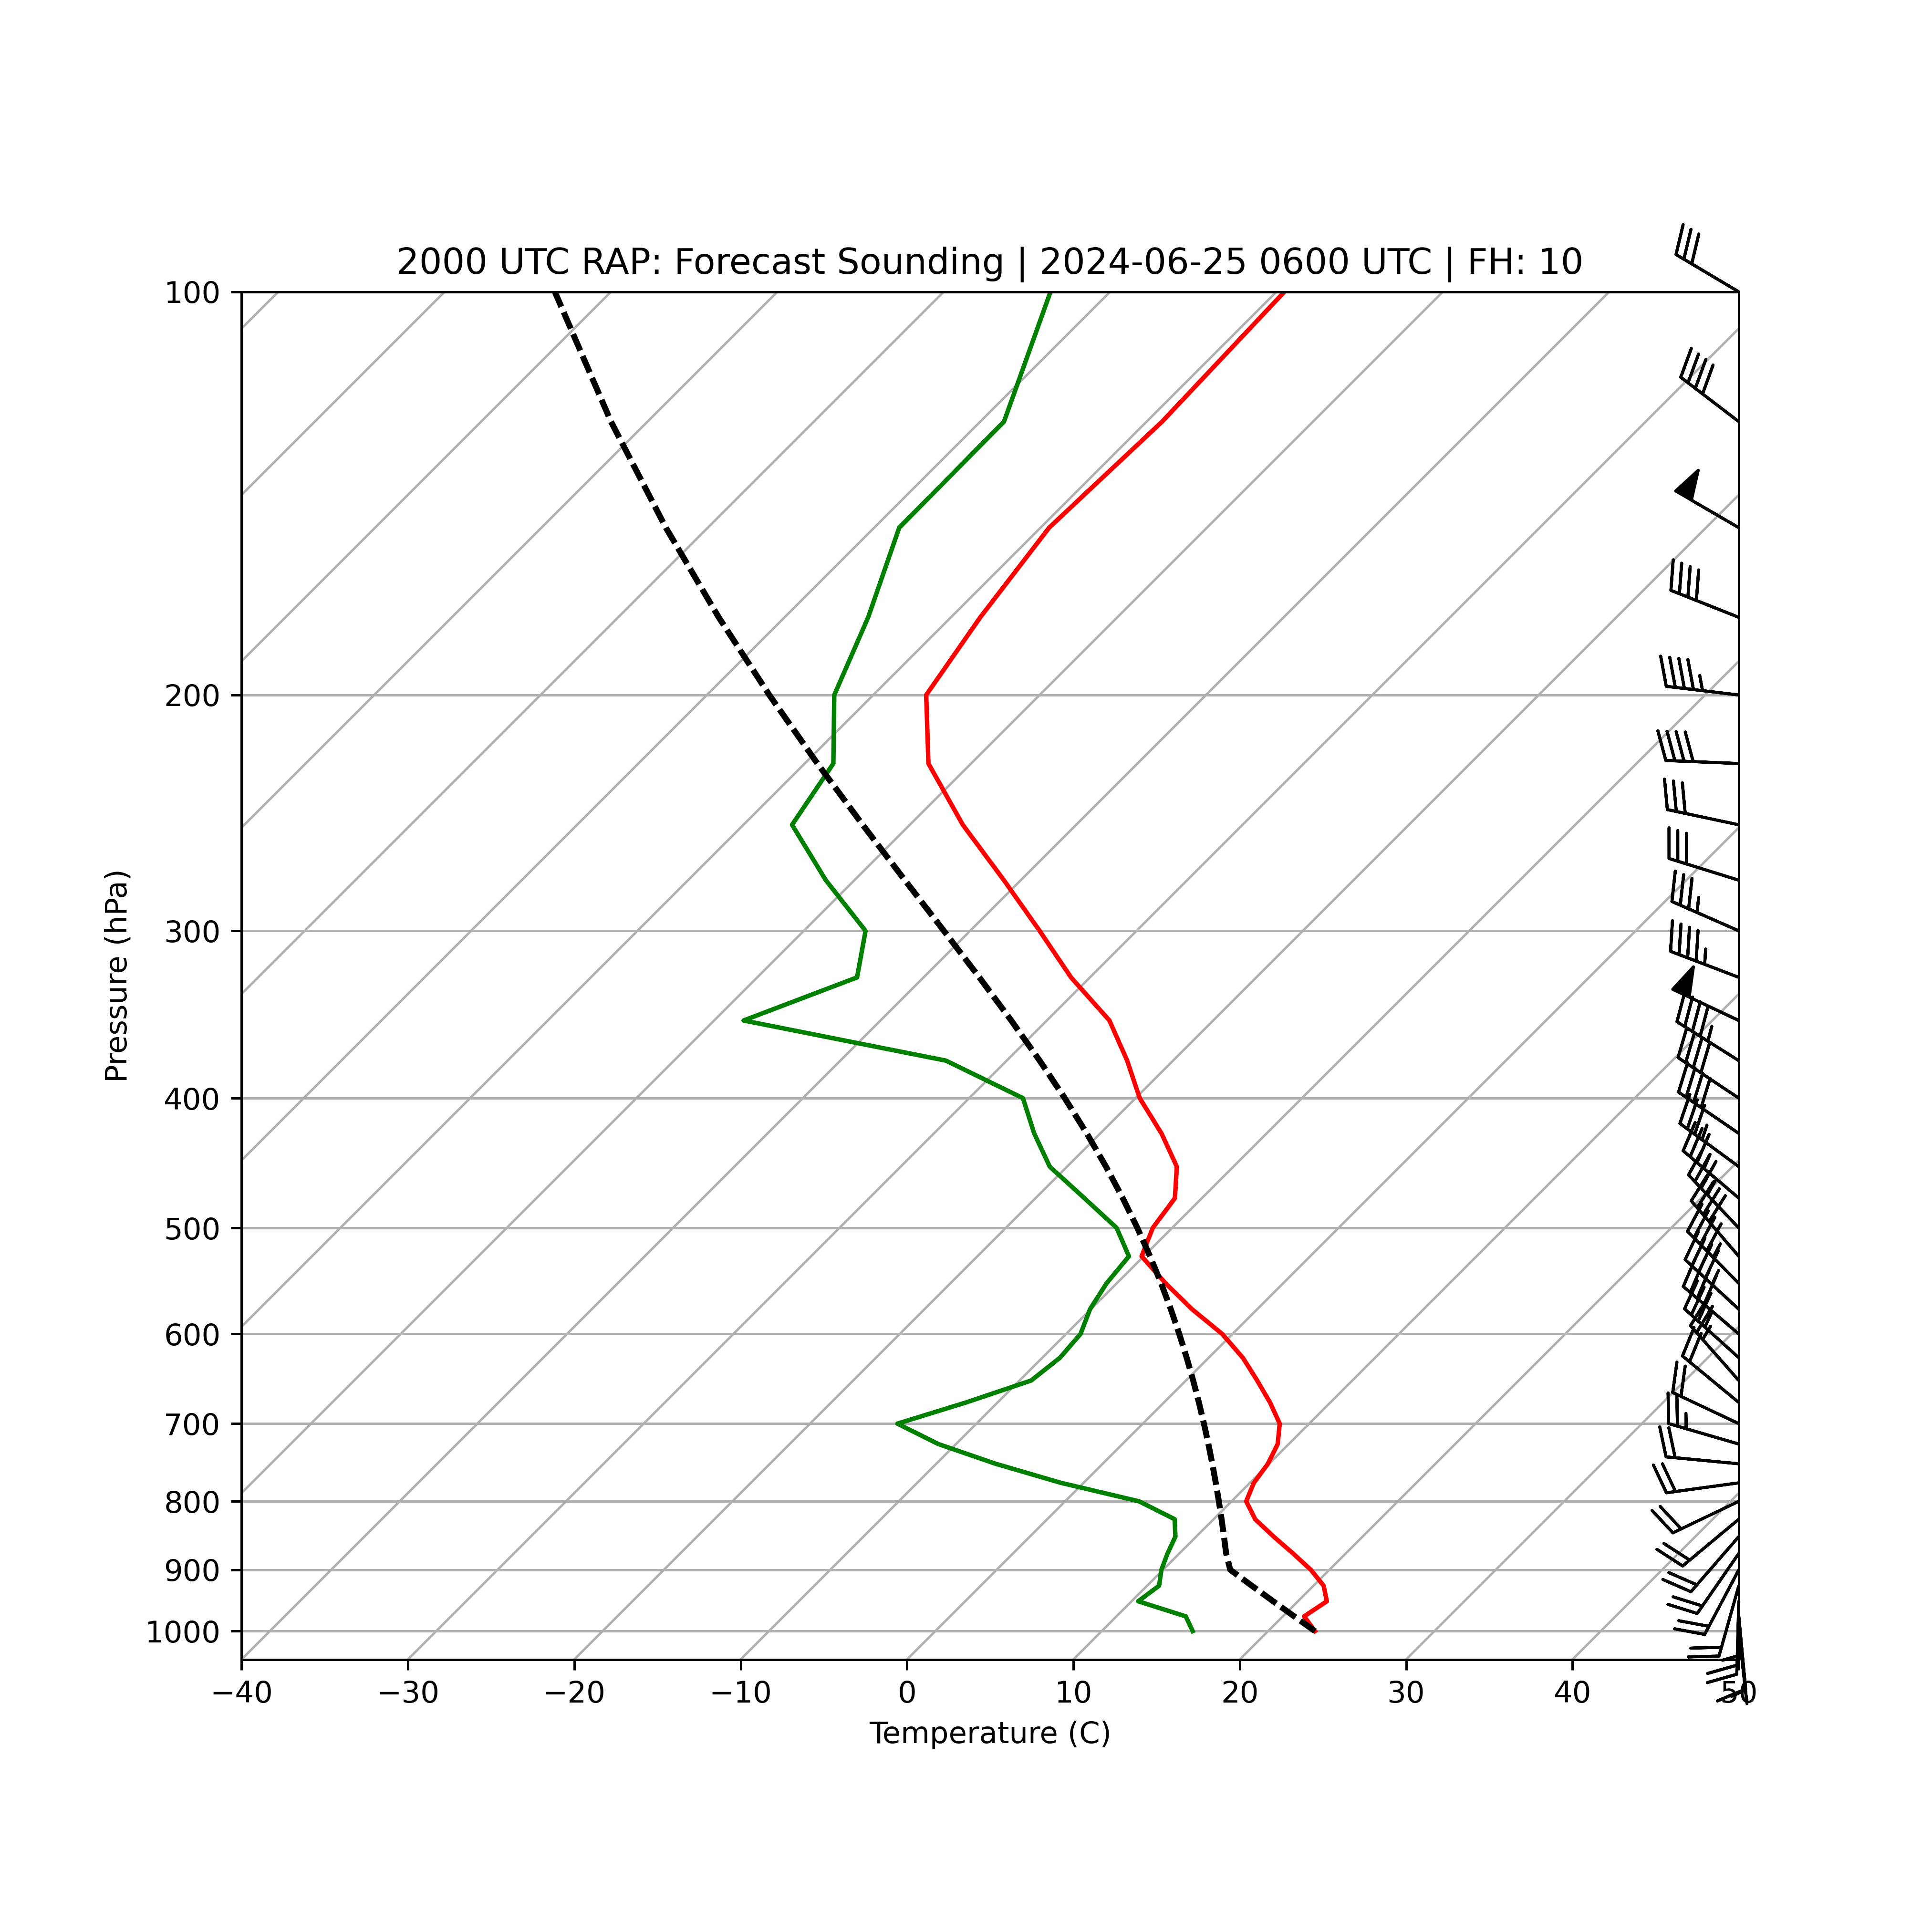 2000 UTC RAP: Forecast Sounding | 2024-06-25 0600 UTC | FH: 10
100
200
300
400
500
600
700
800
900
1000
Pressure (hPa)
−40 −30 −20 −10 0 10 20 30 40 50
Temperature (C)